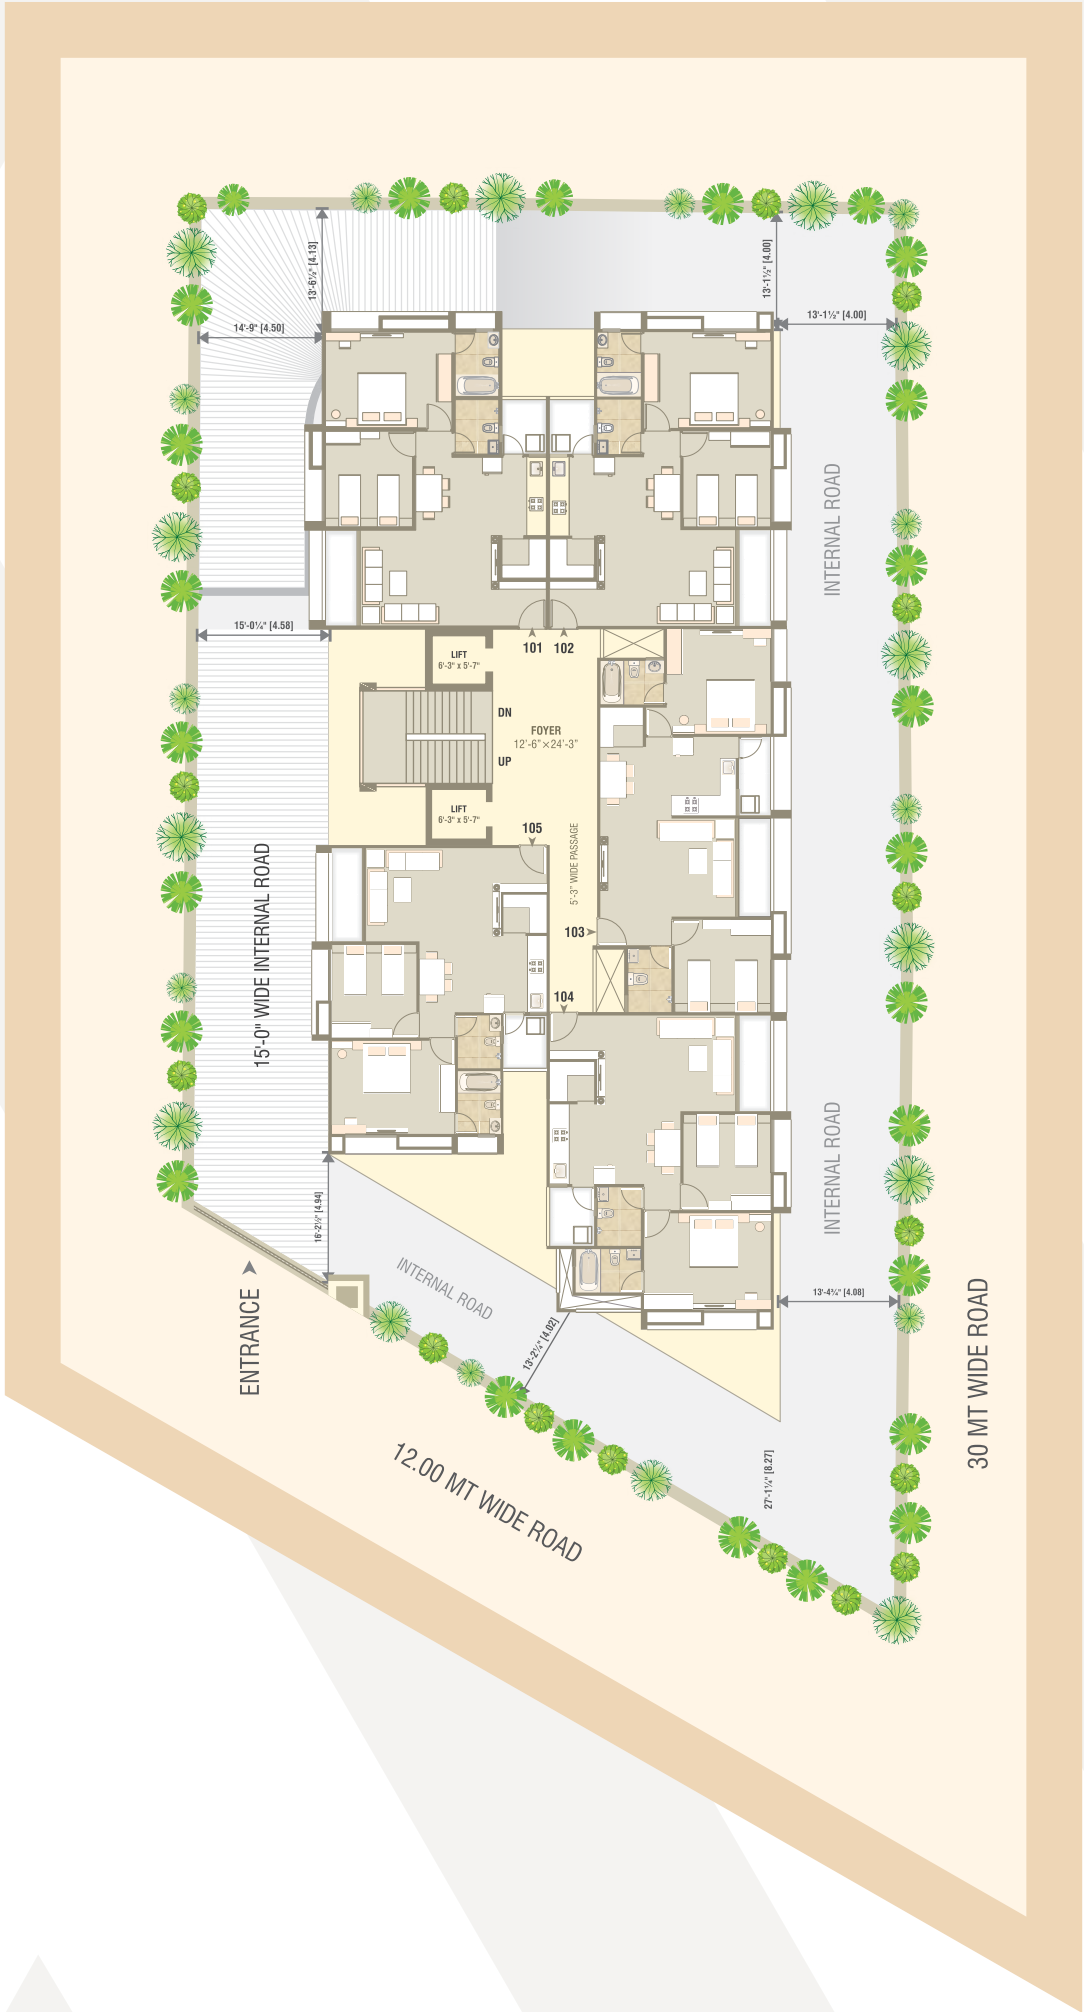 13'-6½" [4.13]
13'-1½" [4.00]
14'-9" [4.50]
13'-1½" [4.00]
INTERNAL ROAD
15'-0¼" [4.58]
101
102
LIFT
6'-3" x 5'-7"
DN
FOYER
12'-6"×24'-3"
UP
LIFT
6'-3" x 5'-7"
105
5'-3" WIDE PASSAGE
15'-0" WIDE INTERNAL ROAD
103
104
INTERNAL ROAD
16'-2½" [4.94]
INTERNAL ROAD
13'-4¾" [4.08]
ENTRANCE
13'-2¼" [4.02]
30 MT WIDE ROAD
27'-1¼" [8.27]
12.00 MT WIDE ROAD